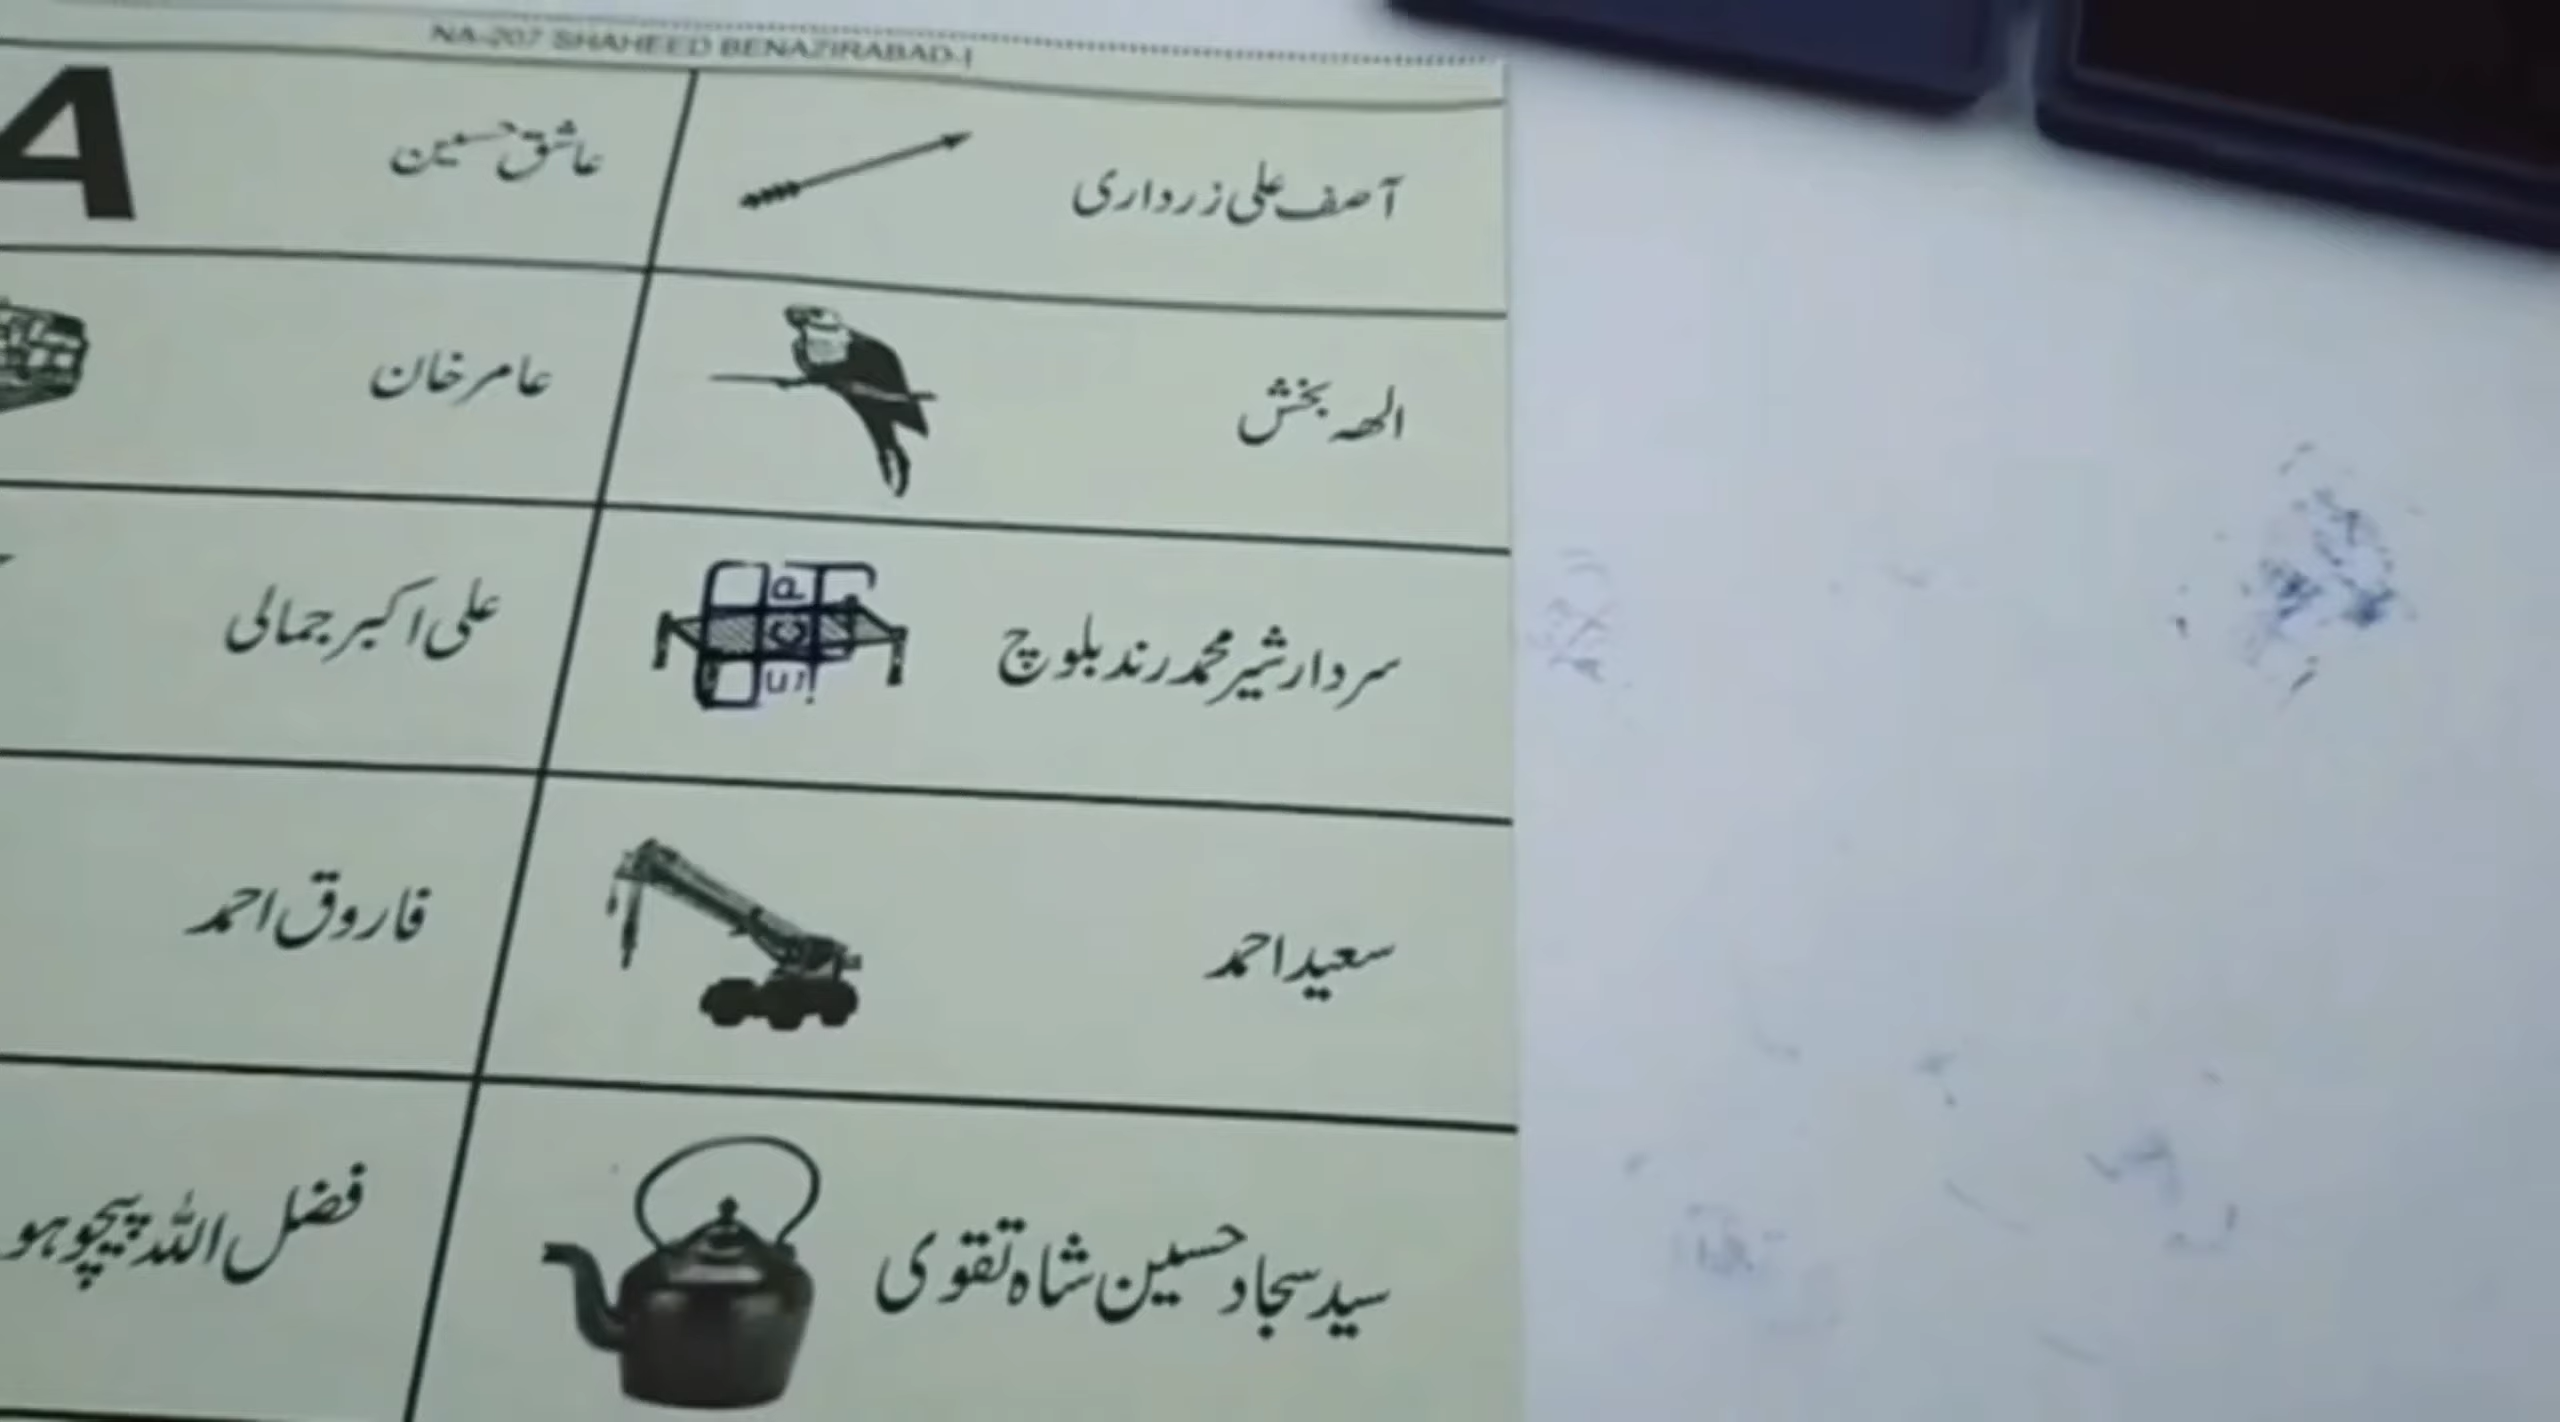 NA-207 SHAHEED BENAZIRABAD-I
آصف علی زرداری
عاشق حسین
A
الهہ بخش
عامر خان
سردار شیر محمد رند بلوچ
علی اکبر جمالی
سعید احمد
فاروق احمد
سید سجاد حسین شاہ تقوی
فضل اللہ پیچوہو